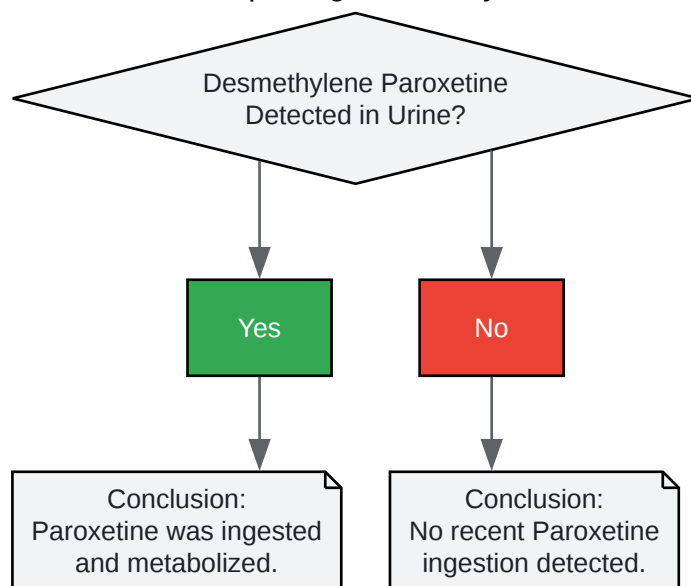 Desmethylene Paroxetine
Detected in Urine?
Yes
No
Conclusion:
Paroxetine was ingested
and metabolized.
Conclusion:
No recent Paroxetine
ingestion detected.